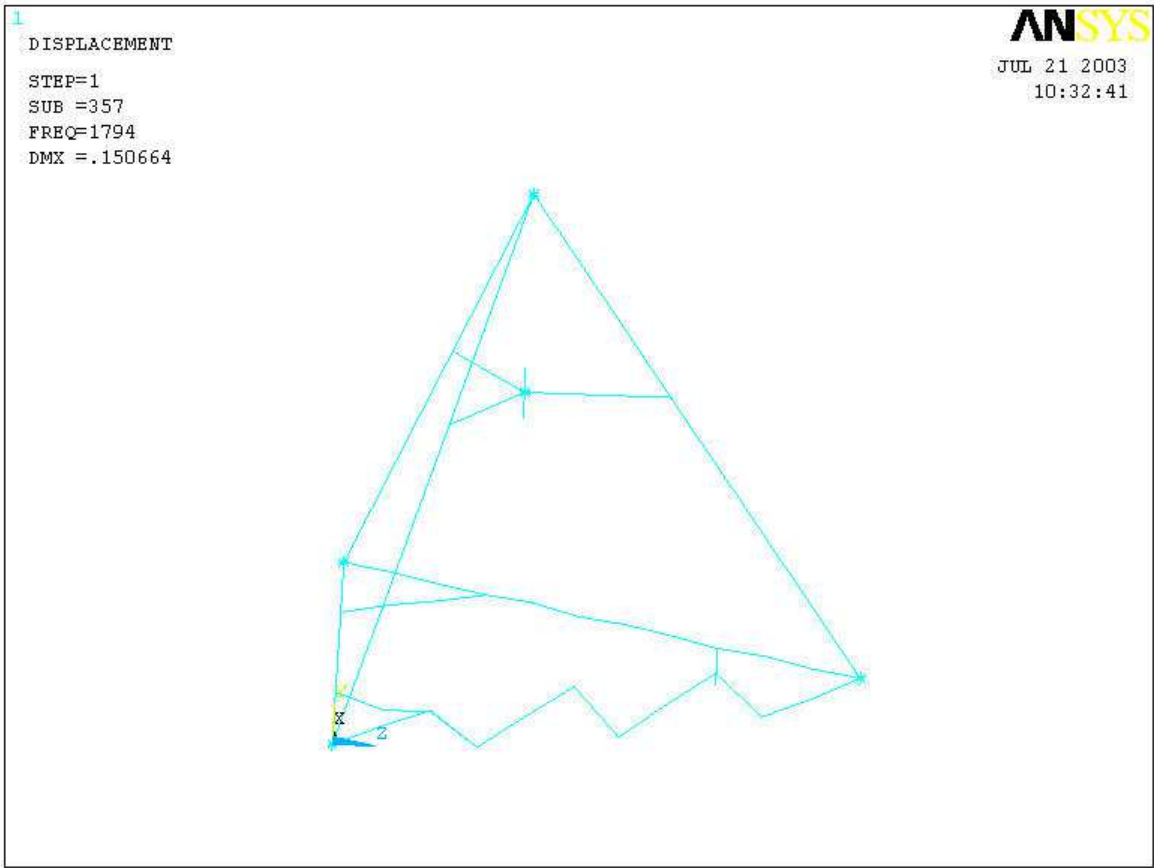 1
DISPLACEMENT
STEP=1
SUB =357
FREQ=1794
DMX =.150664
ANSYS
JUL 21 2003
10:32:41
X
Z